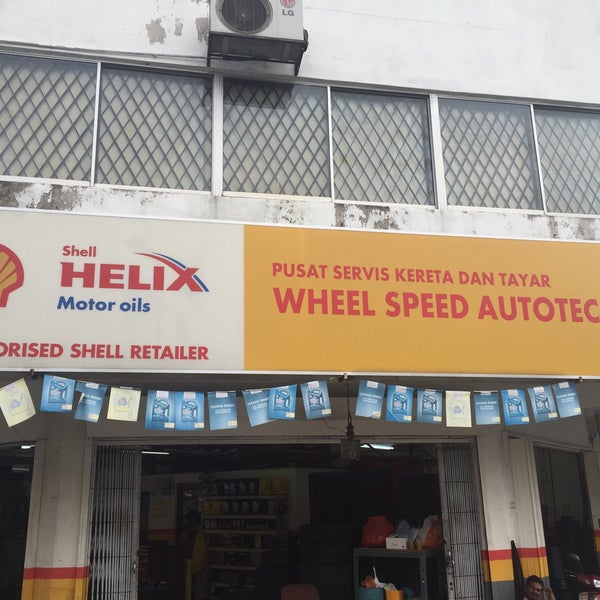 LG
Shell
HELIX
Motor oils
ORISED SHELL RETAILER
PUSAT SERVIS KERETA DAN TAYAR
WHEEL SPEED AUTOTEC